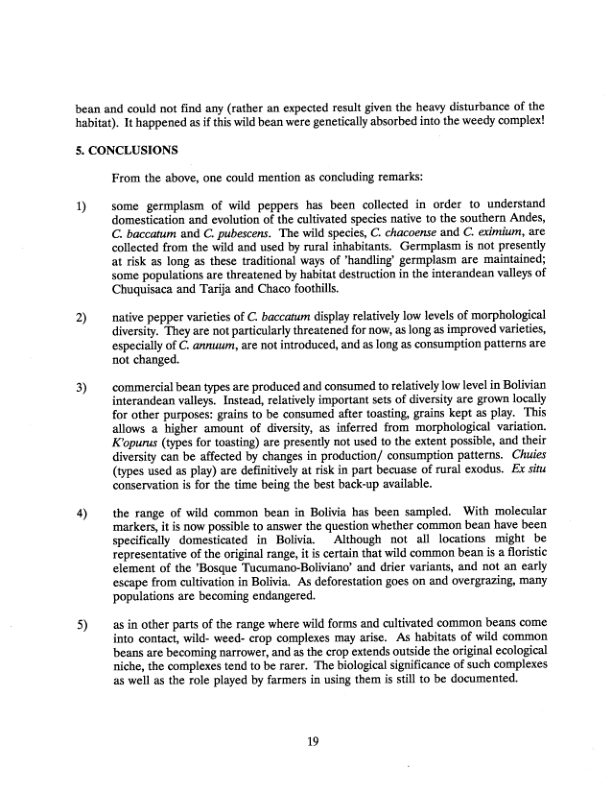 bean and could not find any (rather an expected result given the heavy disturbance of the
habitat). It happened as if this wild bean were genetically absorbed into the weedy complex!
5. CONCLUSIONS
From the above, one could mention as concluding remarks:
1) some germplasm of wild peppers has been collected in order to understand
domestication and evolution of the cultivated species native to the southern Andes,
C. baccatum and C. pubescens. The wild species, C. chacoense and C. eximium, are
collected from the wild and used by rural inhabitants. Germplasm is not presently
at risk as long as these traditional ways of 'handling' germplasm are maintained;
some populations are threatened by habitat destruction in the interandean valleys of
Chuquisaca and Tarija and Chaco foothills.
2) native pepper varieties of C. baccatum display relatively low levels of morphological
diversity. They are not particularly threatened for now, as long as improved varieties,
especially of C. annuum, are not introduced, and as long as consumption patterns are
not changed.
3) commercial bean types are produced and consumed to relatively low level in Bolivian
interandean valleys. Instead, relatively important sets of diversity are grown locally
for other purposes: grains to be consumed after toasting, grains kept as play. This
allows a higher amount of diversity, as inferred from morphological variation.
K'opurus (types for toasting) are presently not used to the extent possible, and their
diversity can be affected by changes in production/ consumption patterns. Chuies
(types used as play) are definitively at risk in part becuase of rural exodus. Ex situ
conservation is for the time being the best back-up available.
4) the range of wild common bean in Bolivia has been sampled. With molecular
markers, it is now possible to answer the question whether common bean have been
specifically domesticated in Bolivia. Although not all locations might be
representative of the original range, it is certain that wild common bean is a floristic
element of the 'Bosque Tucumano-Boliviano' and drier variants, and not an early
escape from cultivation in Bolivia. As deforestation goes on and overgrazing, many
populations are becoming endangered.
5) as in other parts of the range where wild forms and cultivated common beans come
into contact, wild- weed- crop complexes may arise. As habitats of wild common
beans are becoming narrower, and as the crop extends outside the original ecological
niche, the complexes tend to be rarer. The biological significance of such complexes
as well as the role played by farmers in using them is still to be documented.
19